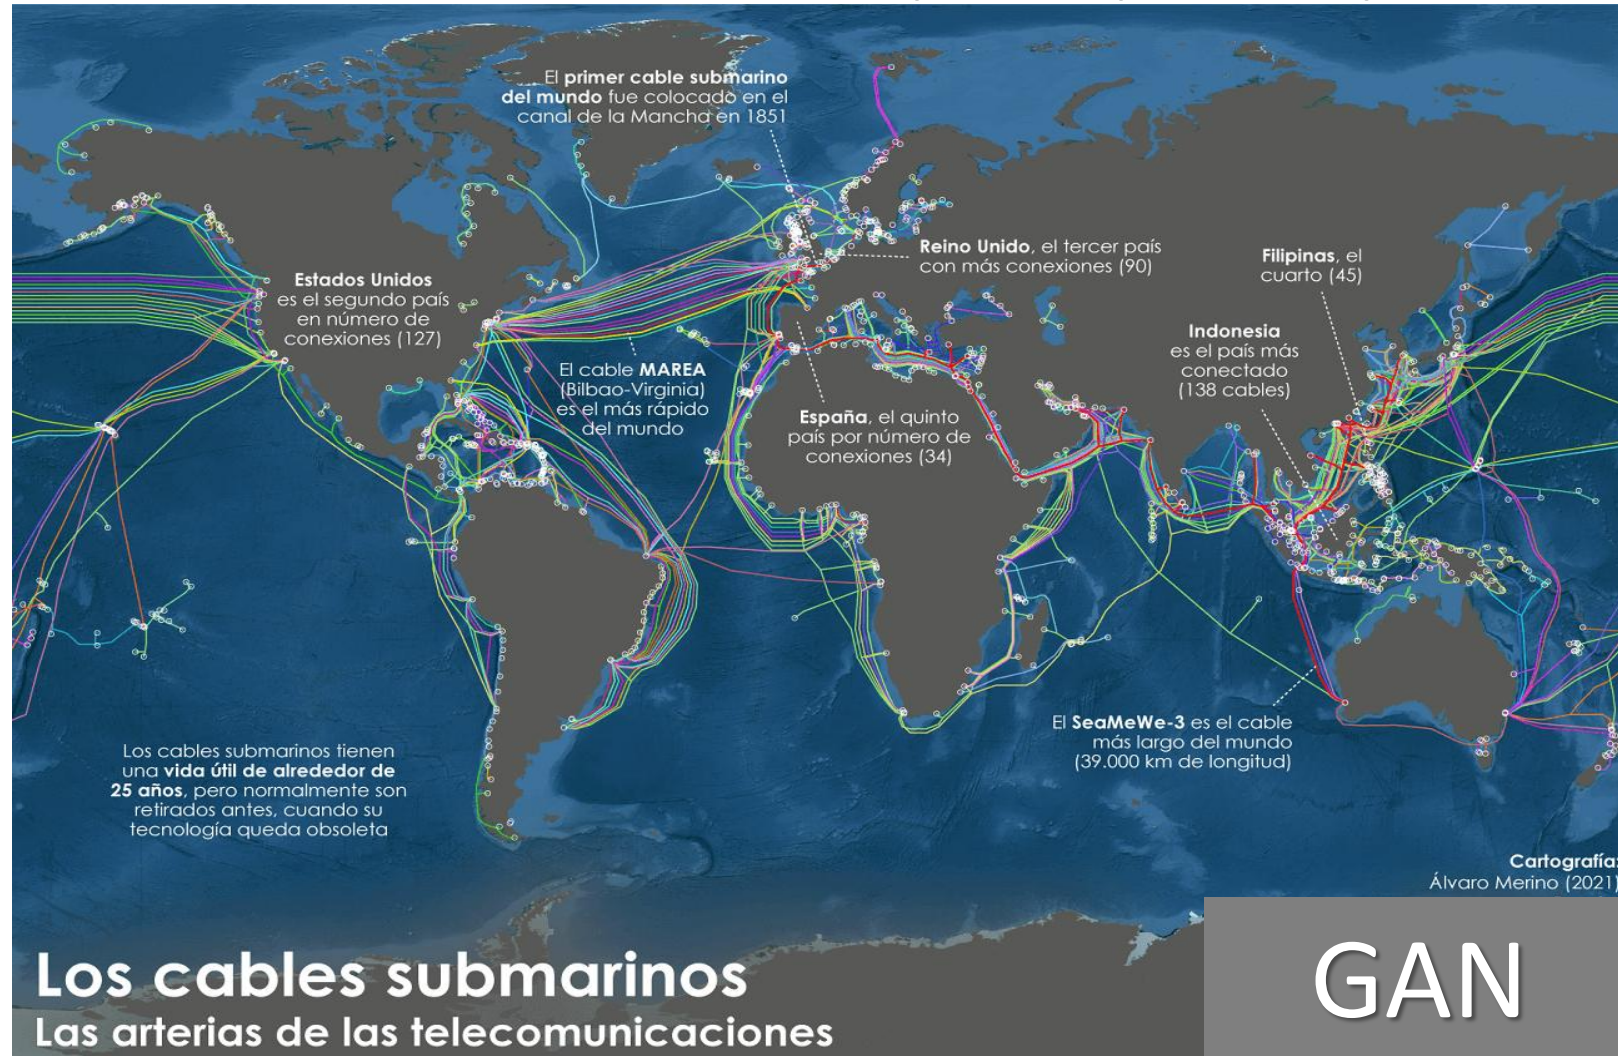 El primer cable submarino
del mundo fue colocado en el
canal de la Mancha en 1851
Reino Unido, el tercer país
con más conexiones (90)
Filipinas, el
cuarto (45)
Estados Unidos
es el segundo país
en número de
conexiones (127)
Indonesia
es el país más
conectado
(138 cables)
El cable MAREA
(Bilbao-Virginia)
es el más rápido
del mundo
España, el quinto
país por número de
conexiones (34)
El SeaMeWe-3 es el cable
más largo del mundo
(39.000 km de longitud)
Los cables submarinos tienen
una vida útil de alrededor de
25 años, pero normalmente son
retirados antes, cuando su
tecnología queda obsoleta
Cartografía:
Álvaro Merino (2021)
Los cables submarinos
Las arterias de las telecomunicaciones
GAN